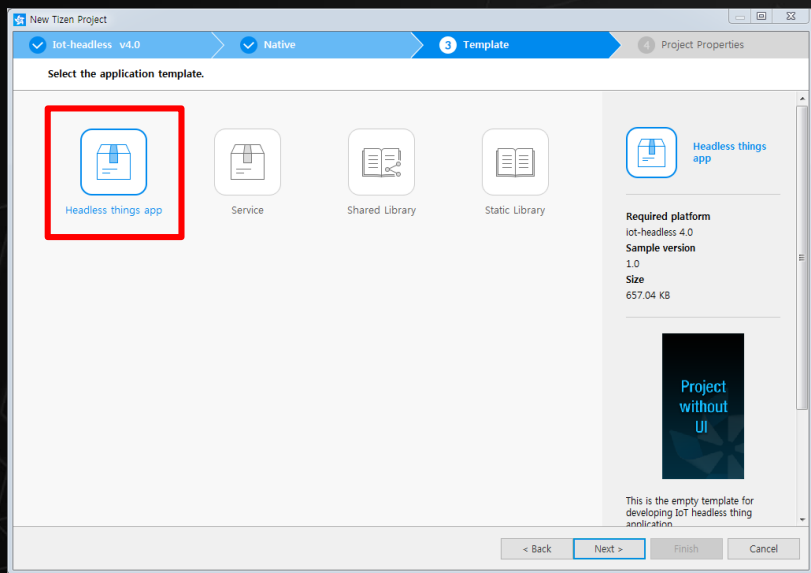 New Tizen Project
Iot-headless v4.0
Native
3 Template
4 Project Properties
Select the application template.
Headless things app
Service
Shared Library
Static Library
Headless things
app
Required platform
iot-headless 4.0
Sample version
1.0
Size
657.04 KB
Project
without
UI
This is the empty template for
developing IoT headless thing
application
< Back
Next >
Finish
Cancel